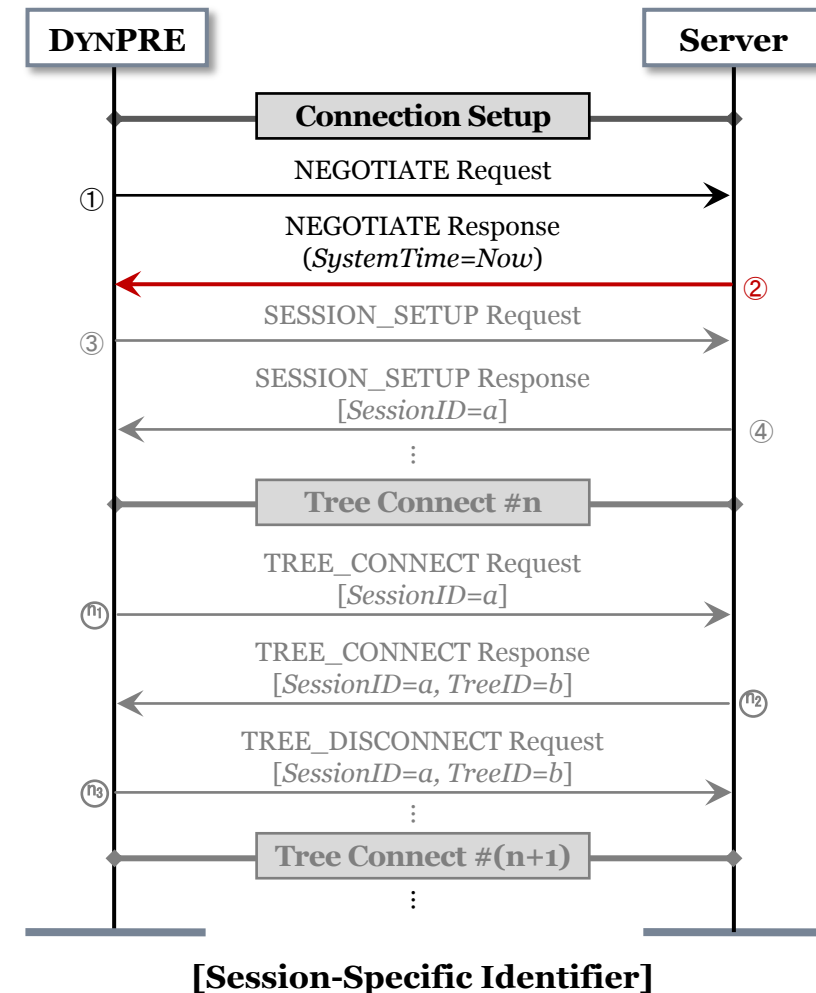 DYNPRE
Server
Connection Setup
NEGOTIATE Request
①
NEGOTIATE Response
(SystemTime=Now)
②
SESSION_SETUP Request
③
SESSION_SETUP Response
[SessionID=a]
④
⋮
Tree Connect #n
TREE_CONNECT Request
[SessionID=a]
n1
TREE_CONNECT Response
[SessionID=a, TreeID=b]
n2
TREE_DISCONNECT Request
[SessionID=a, TreeID=b]
n3
⋮
Tree Connect #(n+1)
⋮
[Session-Specific Identifier]